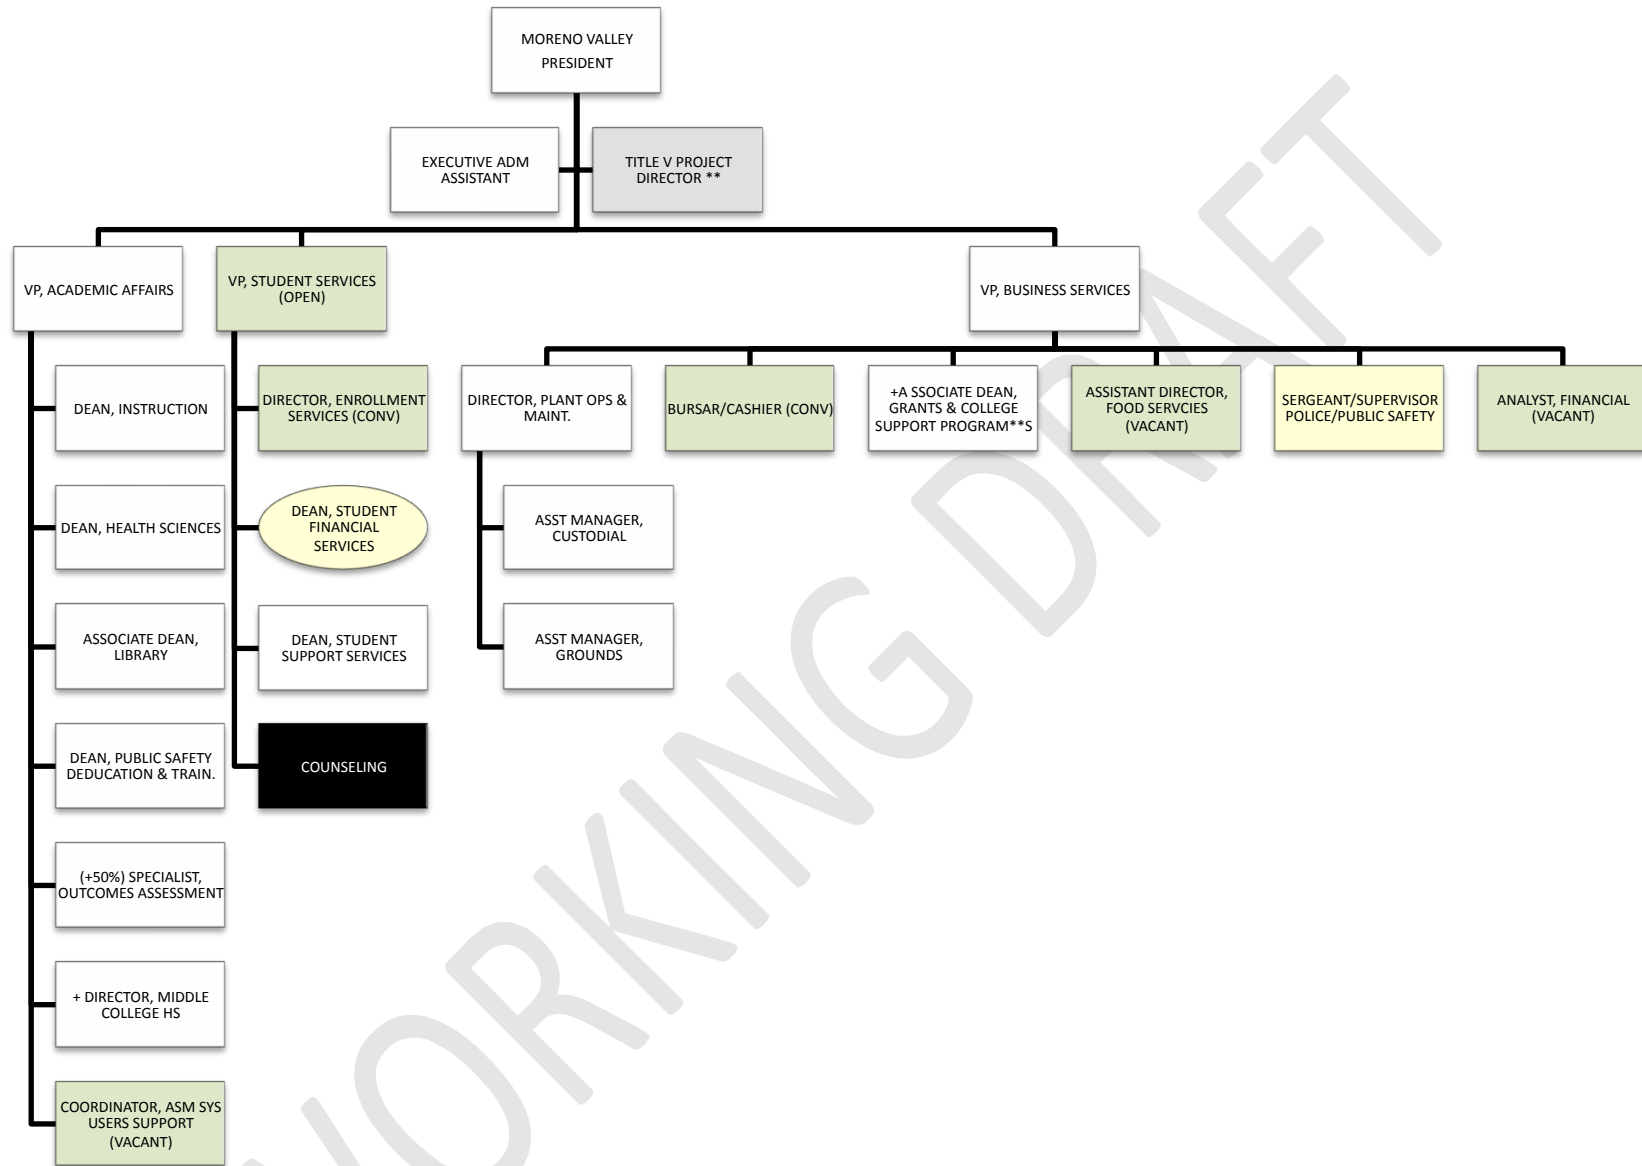 MORENO VALLEY
PRESIDENT
EXECUTIVE ADM
ASSISTANT
TITLE V PROJECT
DIRECTOR **
VP, ACADEMIC AFFAIRS
VP, STUDENT SERVICES
(OPEN)
VP, BUSINESS SERVICES
DEAN, INSTRUCTION
DEAN, HEALTH SCIENCES
ASSOCIATE DEAN,
LIBRARY
DEAN, PUBLIC SAFETY
DEDUCATION & TRAIN.
(+50%) SPECIALIST,
OUTCOMES ASSESSMENT
+ DIRECTOR, MIDDLE
COLLEGE HS
COORDINATOR, ASM SYS
USERS SUPPORT
(VACANT)
DIRECTOR, ENROLLMENT
SERVICES (CONV)
DEAN, STUDENT
FINANCIAL
SERVICES
DEAN, STUDENT
SUPPORT SERVICES
COUNSELING
DIRECTOR, PLANT OPS &
MAINT.
ASST MANAGER,
CUSTODIAL
ASST MANAGER,
GROUNDS
BURSAR/CASHIER (CONV)
+A SSOCIATE DEAN,
GRANTS & COLLEGE
SUPPORT PROGRAM**S
ASSISTANT DIRECTOR,
FOOD SERVCIES
(VACANT)
SERGEANT/SUPERVISOR
POLICE/PUBLIC SAFETY
ANALYST, FINANCIAL
(VACANT)
WORKING DRAFT